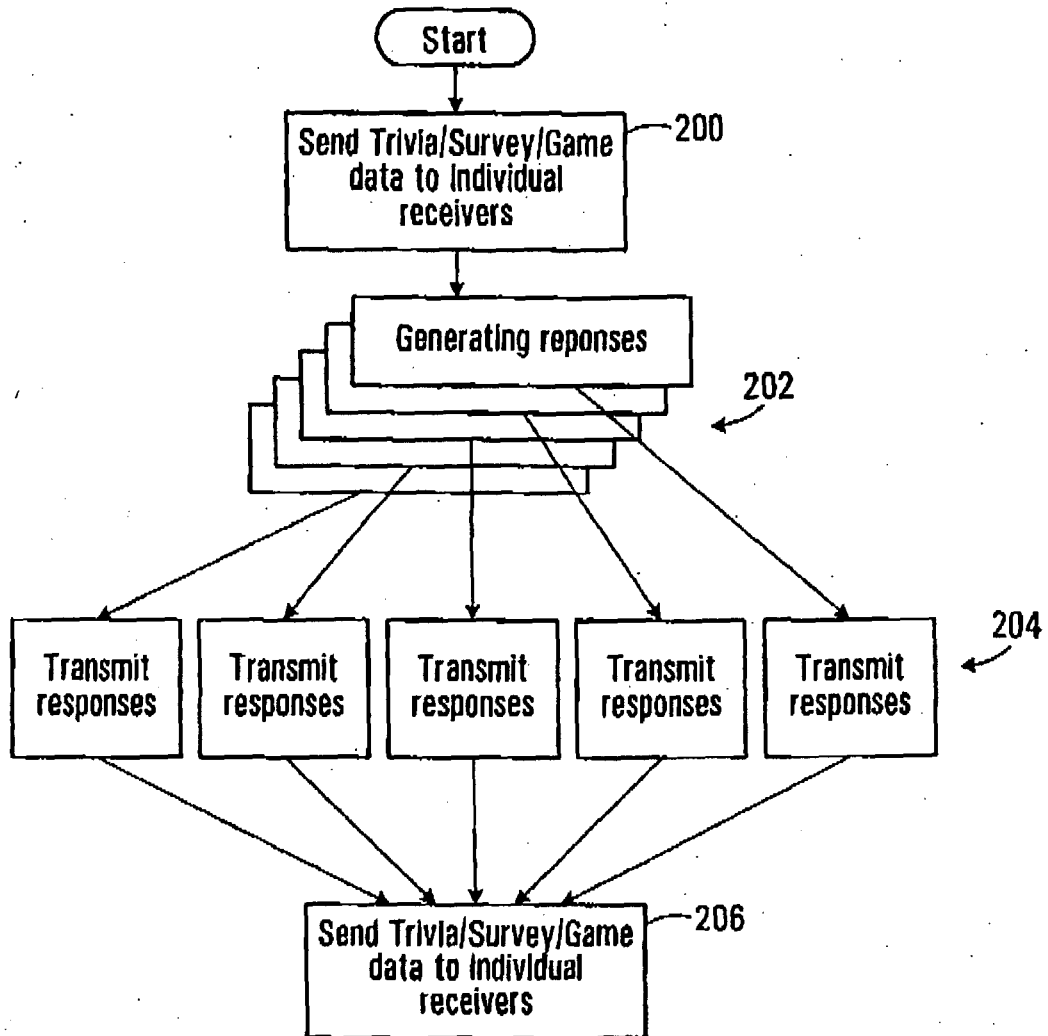 Start
Send Trivia/Survey/Game
data to Individual
receivers
200
Generating reponses
202
Transmit
responses
Transmit
responses
Transmit
responses
Transmit
responses
Transmit
responses
204
Send Trivia/Survey/Game
data to Individual
receivers
206